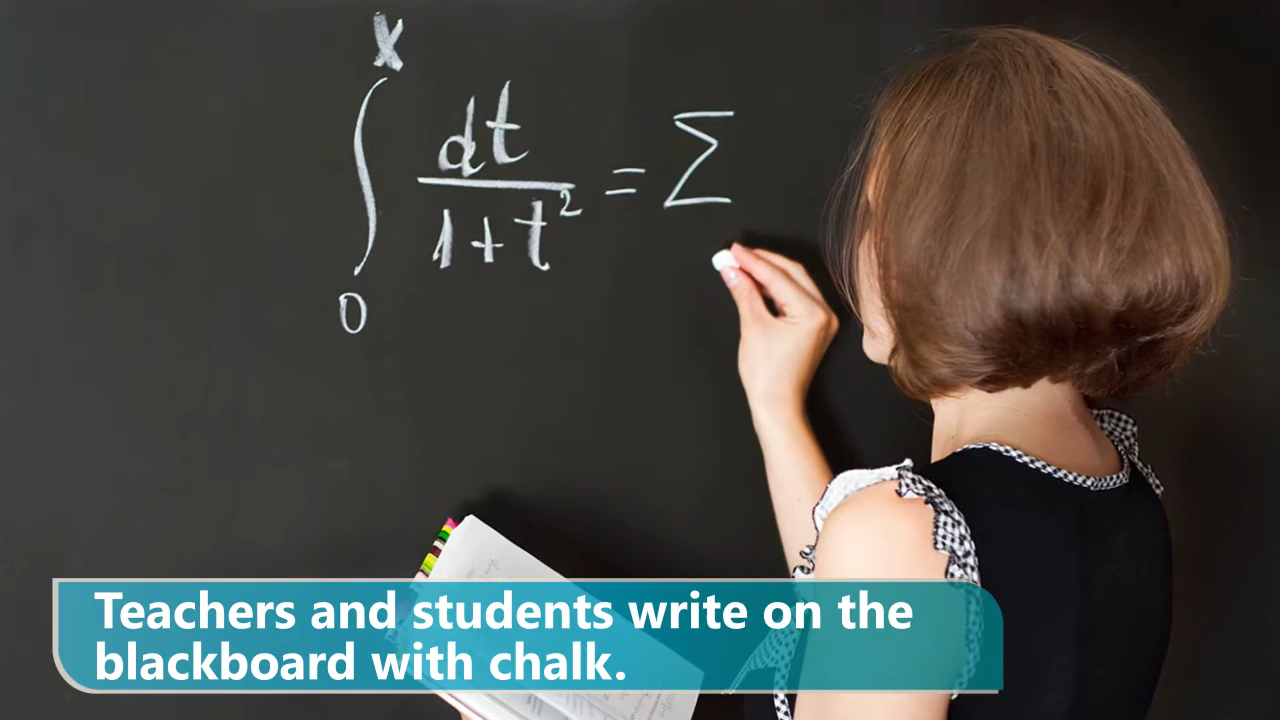 x
∫ dt
1+t² = Σ
0
Teachers and students write on the
blackboard with chalk.